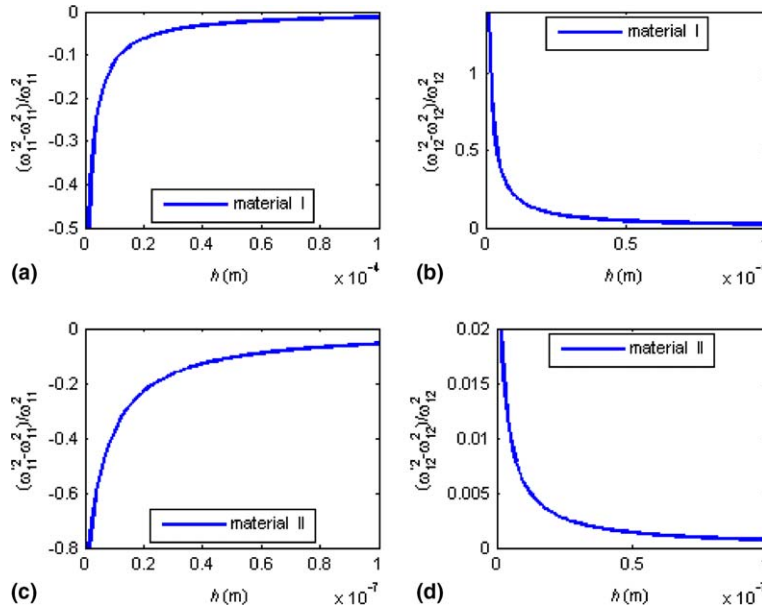 0
-0.1
-0.2
-0.3
-0.4
-0.5
(ω'²₁₁-ω²₁₁)/ω²₁₁
material I
0 0.2 0.4 0.6 0.8 1
(a) h (m) × 10⁻⁴
1
0.5
0
(ω'²₁₂-ω²₁₂)/ω²₁₂
material I
0 0.5 1
(b) h (m) × 10⁻
0
-0.2
-0.4
-0.6
-0.8
(ω'²₁₁-ω²₁₁)/ω²₁₁
material II
0 0.2 0.4 0.6 0.8 1
(c) h (m) × 10⁻⁷
0.02
0.015
0.01
0.005
0
(ω'²₁₂-ω²₁₂)/ω²₁₂
material II
0 0.5 1
(d) h (m) × 10⁻